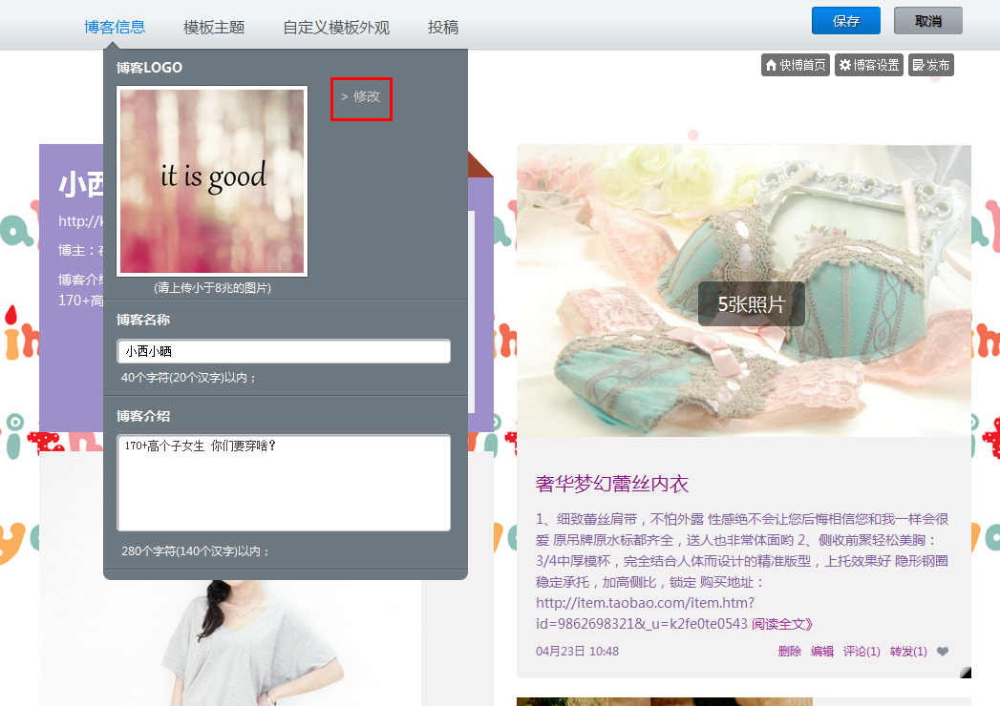 博客信息 模板主题 自定义模板外观 投稿 保存 取消
快博首页 博客设置 发布
博客LOGO
> 修改
it is good
(请上传小于8兆的图片)
博客名称
小西小晒
40个字符(20个汉字)以内；
博客介绍
170+高个子女生 你们要穿啥？
280个字符(140个汉字)以内；
小西
http://k
博主：
博客介绍
170+高
5张照片
奢华梦幻蕾丝内衣
1、细致蕾丝肩带，不怕外露 性感绝不会让您后悔相信您和我一样会很
爱 原吊牌原水标都齐全，送人也非常体面哟 2、侧收前聚轻松美胸：
3/4中厚模杯，完全结合人体而设计的精准版型，上托效果好 隐形钢圈
稳定承托，加高侧比，锁定 购买地址：
http://item.taobao.com/item.htm?
id=9862698321&_u=k2fe0te0543 阅读全文》
04月23日 10:48 删除 编辑 评论(1) 转发(1)